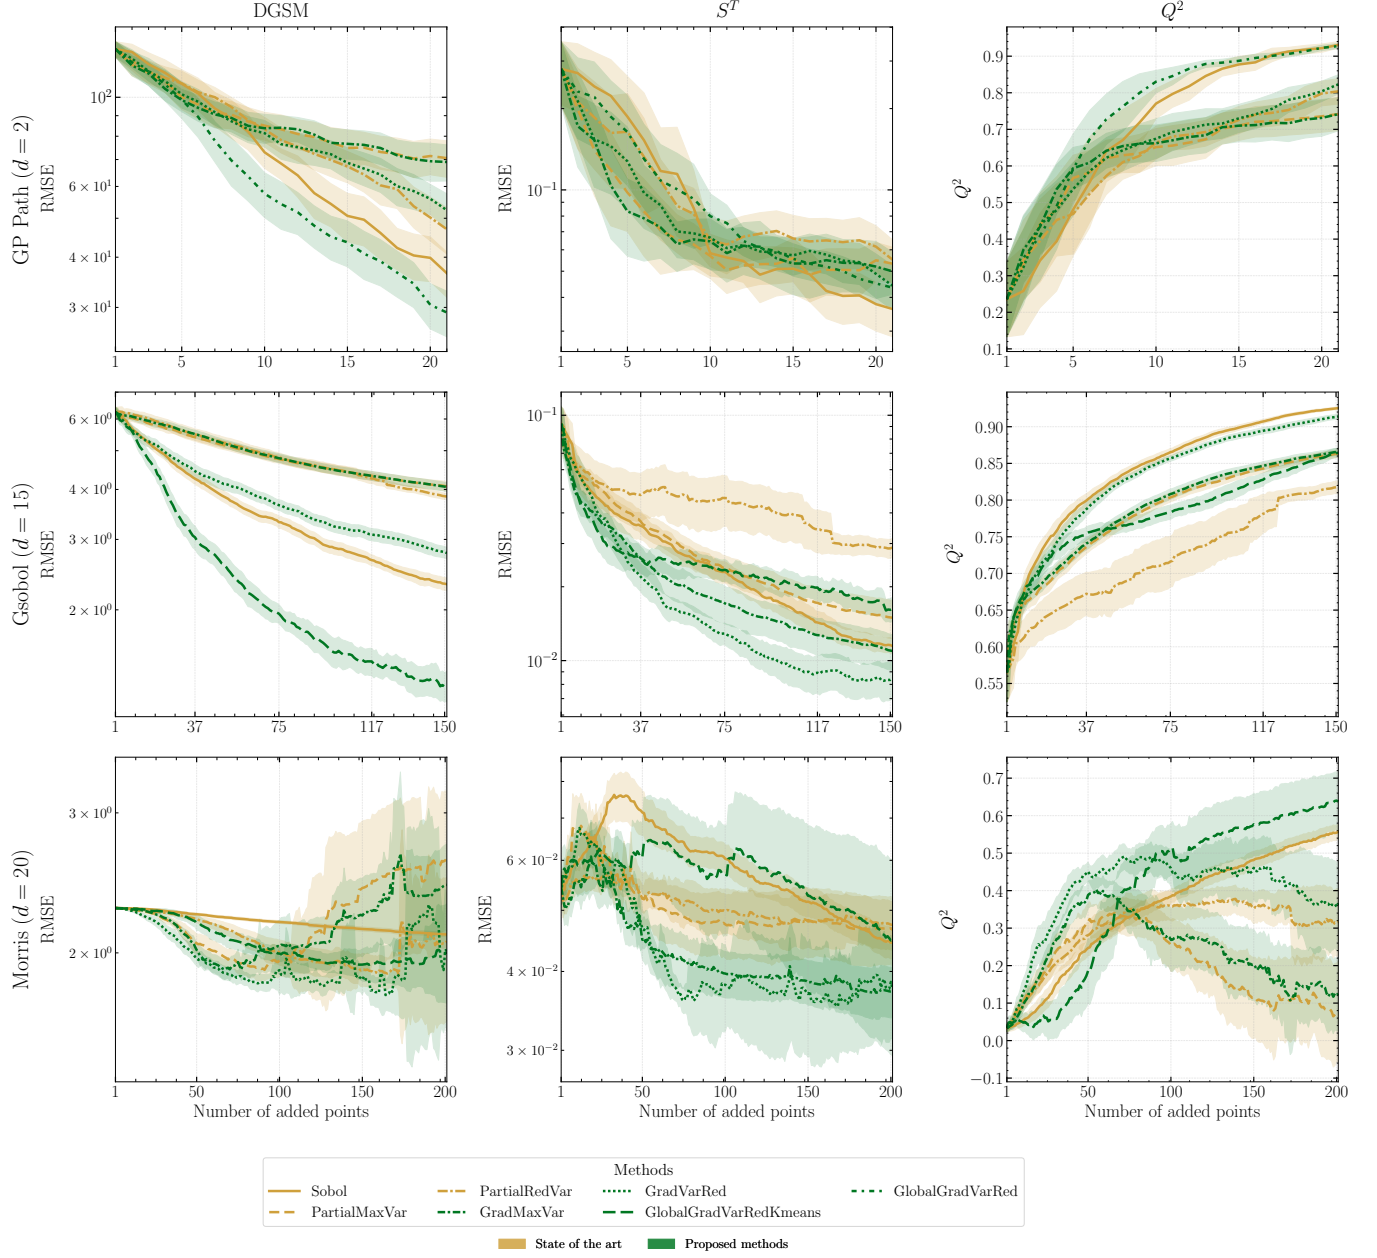 DGSM
S^T
Q^2
GP Path (d = 2)
RMSE
10^2
6 × 10^1
4 × 10^1
3 × 10^1
1 5 10 15 20
RMSE
10^-1
1 5 10 15 20
Q^2
0.9
0.8
0.7
0.6
0.5
0.4
0.3
0.2
0.1
1 5 10 15 20
Gsobol (d = 15)
RMSE
6 × 10^0
4 × 10^0
3 × 10^0
2 × 10^0
1 37 75 117 150
RMSE
10^-1
10^-2
1 37 75 117 150
Q^2
0.90
0.85
0.80
0.75
0.70
0.65
0.60
0.55
1 37 75 117 150
Morris (d = 20)
RMSE
3 × 10^0
2 × 10^0
1 50 100 150 200
Number of added points
RMSE
6 × 10^-2
4 × 10^-2
3 × 10^-2
1 50 100 150 200
Number of added points
Q^2
0.7
0.6
0.5
0.4
0.3
0.2
0.1
0.0
−0.1
1 50 100 150 200
Number of added points
Methods
Sobol PartialRedVar GradVarRed GlobalGradVarRed
PartialMaxVar GradMaxVar GlobalGradVarRedKmeans
State of the art Proposed methods